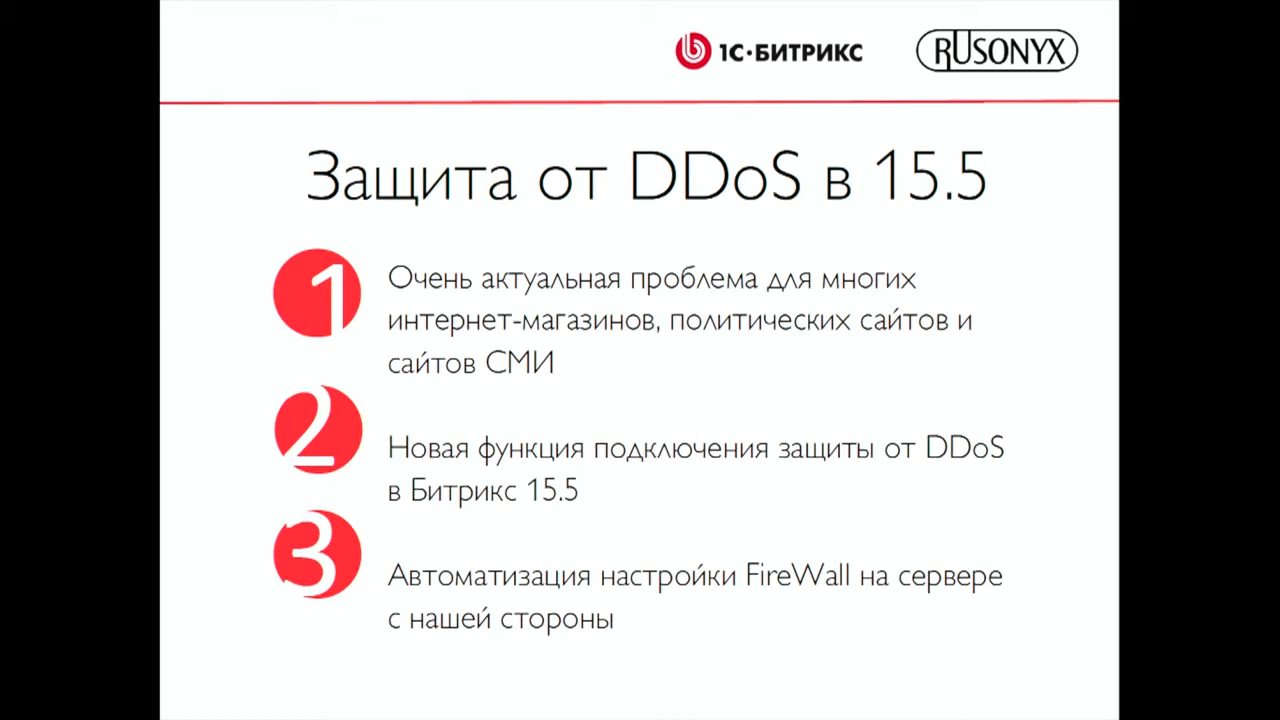 1С·БИТРИКС RUSONYX
Защита от DDoS в 15.5
1 Очень актуальная проблема для многих
интернет-магазинов, политических сайтов и
сайтов СМИ
2 Новая функция подключения защиты от DDoS
в Битрикс 15.5
3 Автоматизация настройки FireWall на сервере
с нашей стороны